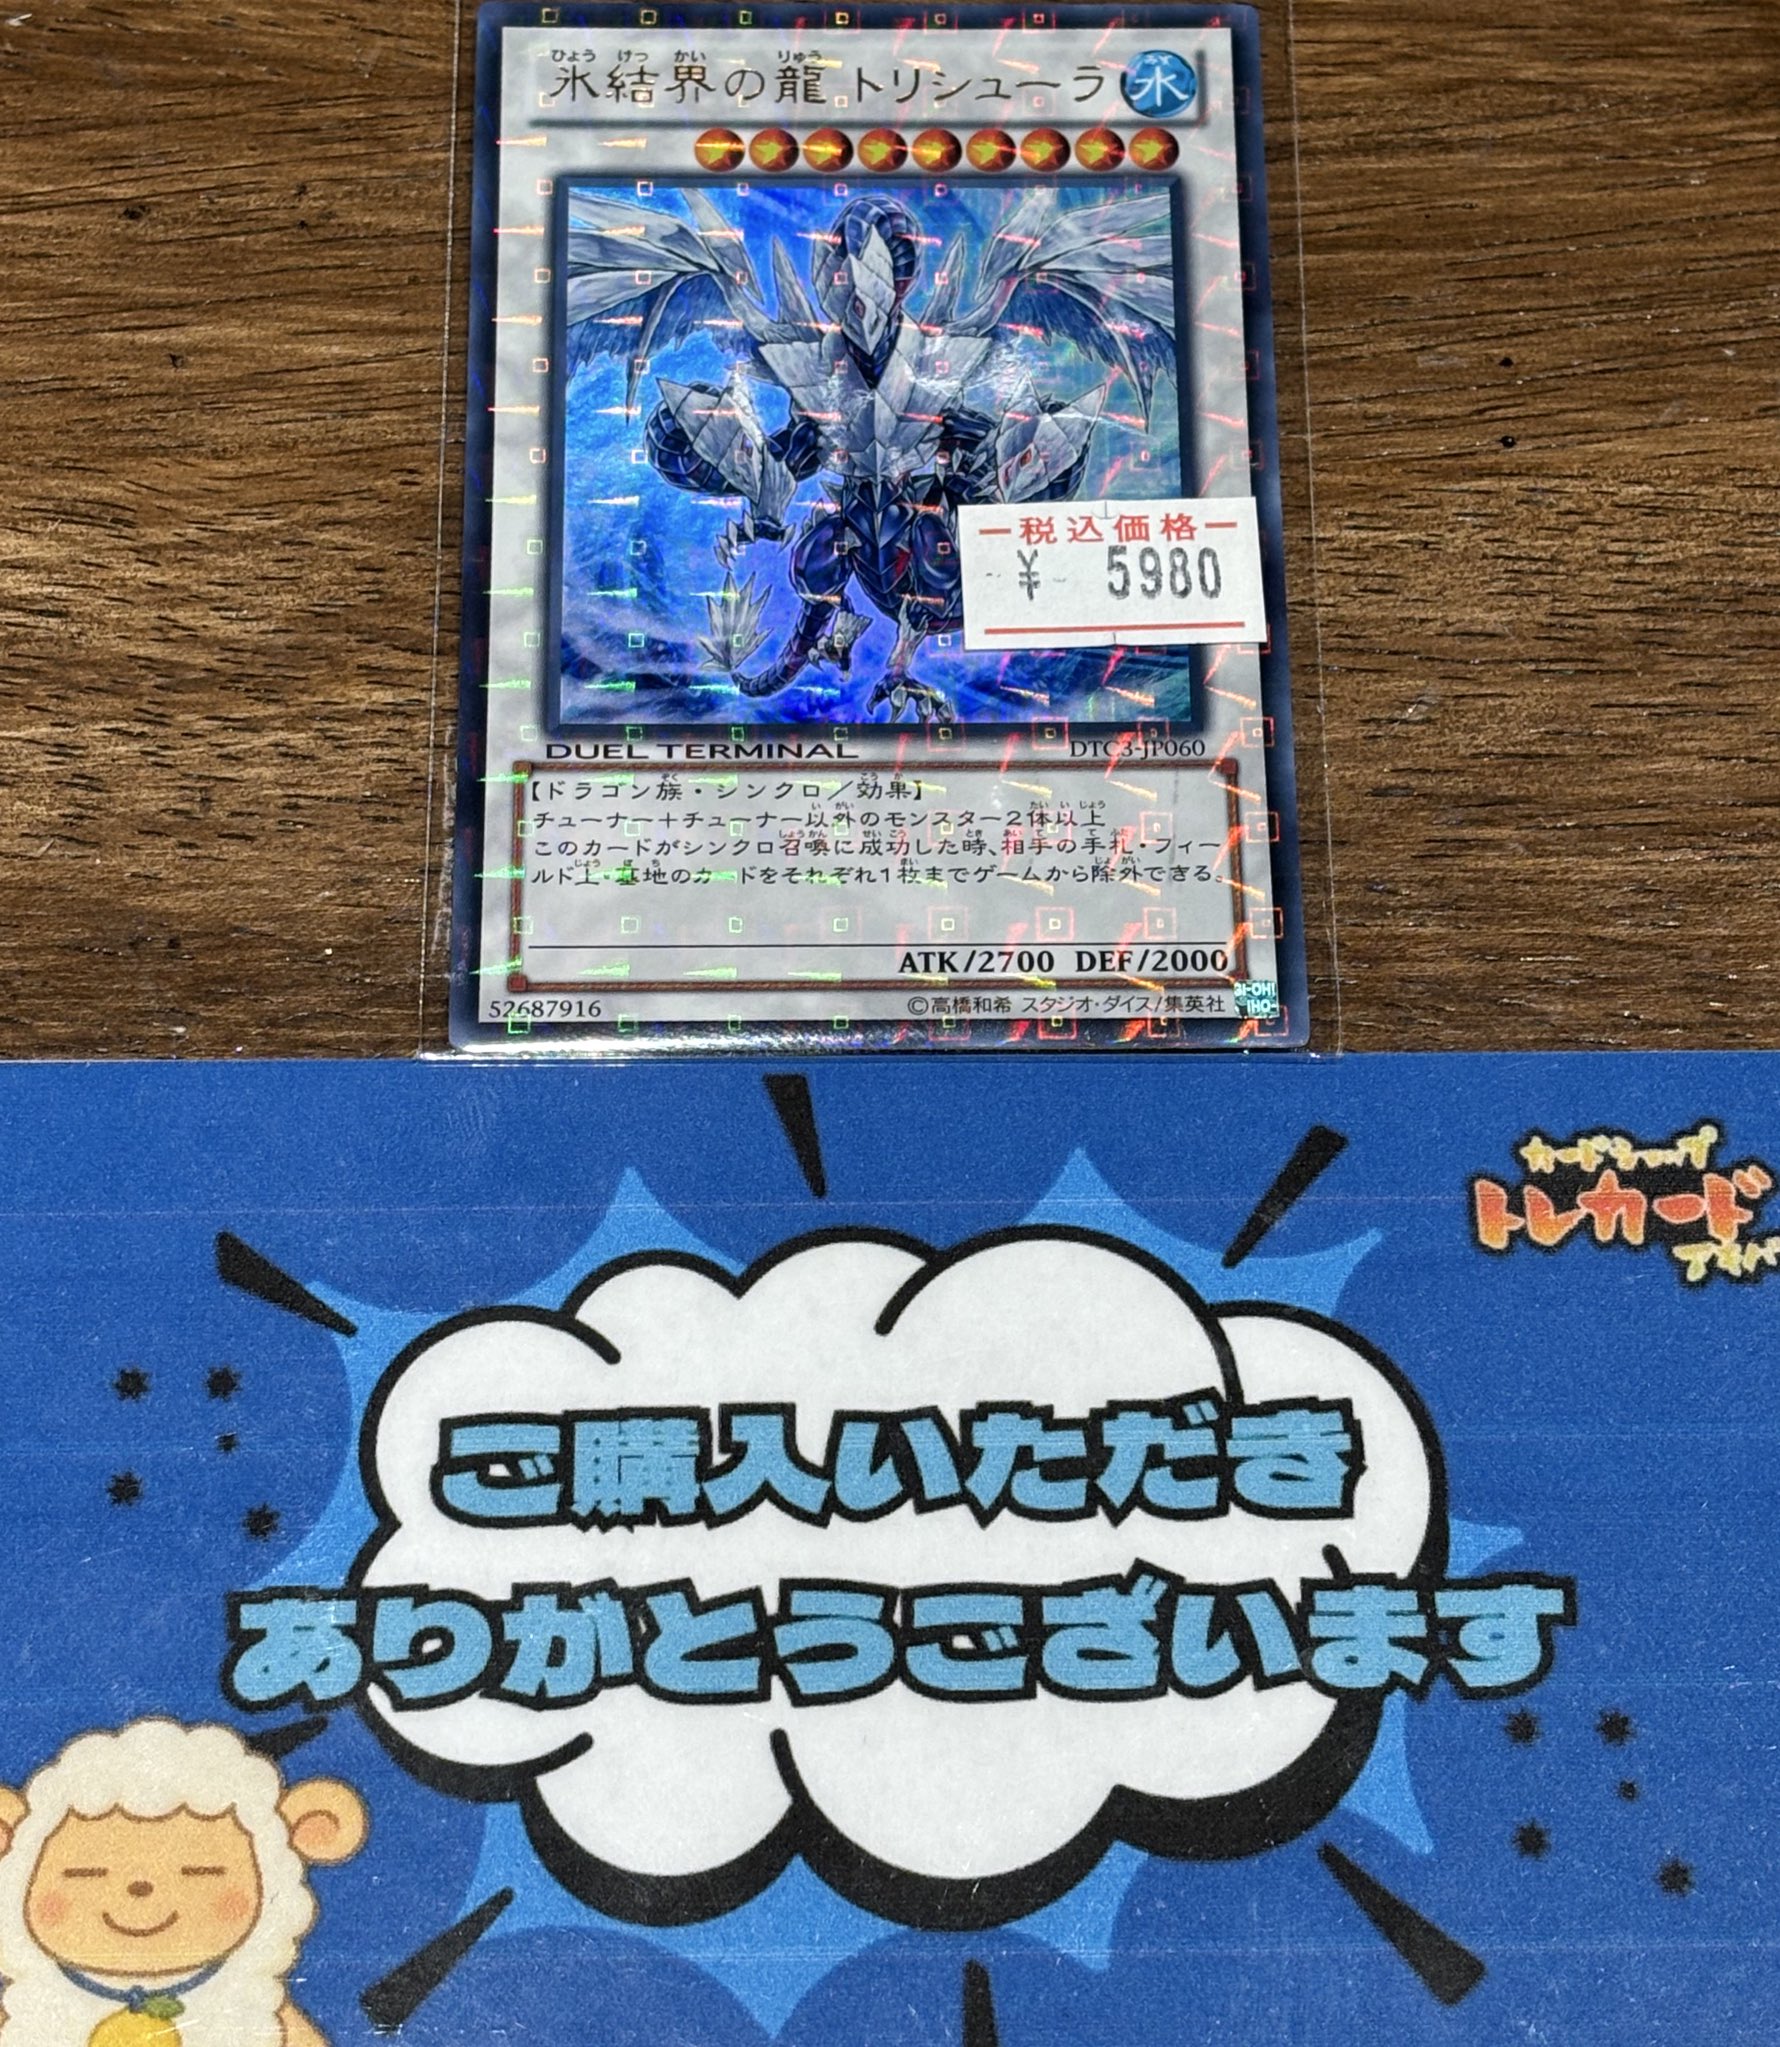 氷結界の龍 トリシューラ
水
税込価格
¥ 5980
DUEL TERMINAL DTC3-JP060
【ドラゴン族・シンクロ/効果】
チューナー+チューナー以外のモンスター2体以上
このカードがシンクロ召喚に成功した時、相手の手札・フィー
ルド上・墓地のカードをそれぞれ1枚までゲームから除外できる。
ATK/2700 DEF/2000
52687916 ©高橋和希 スタジオ・ダイス/集英社
カードショップ
トレカード
アキバ
ご購入いただき
ありがとうございます